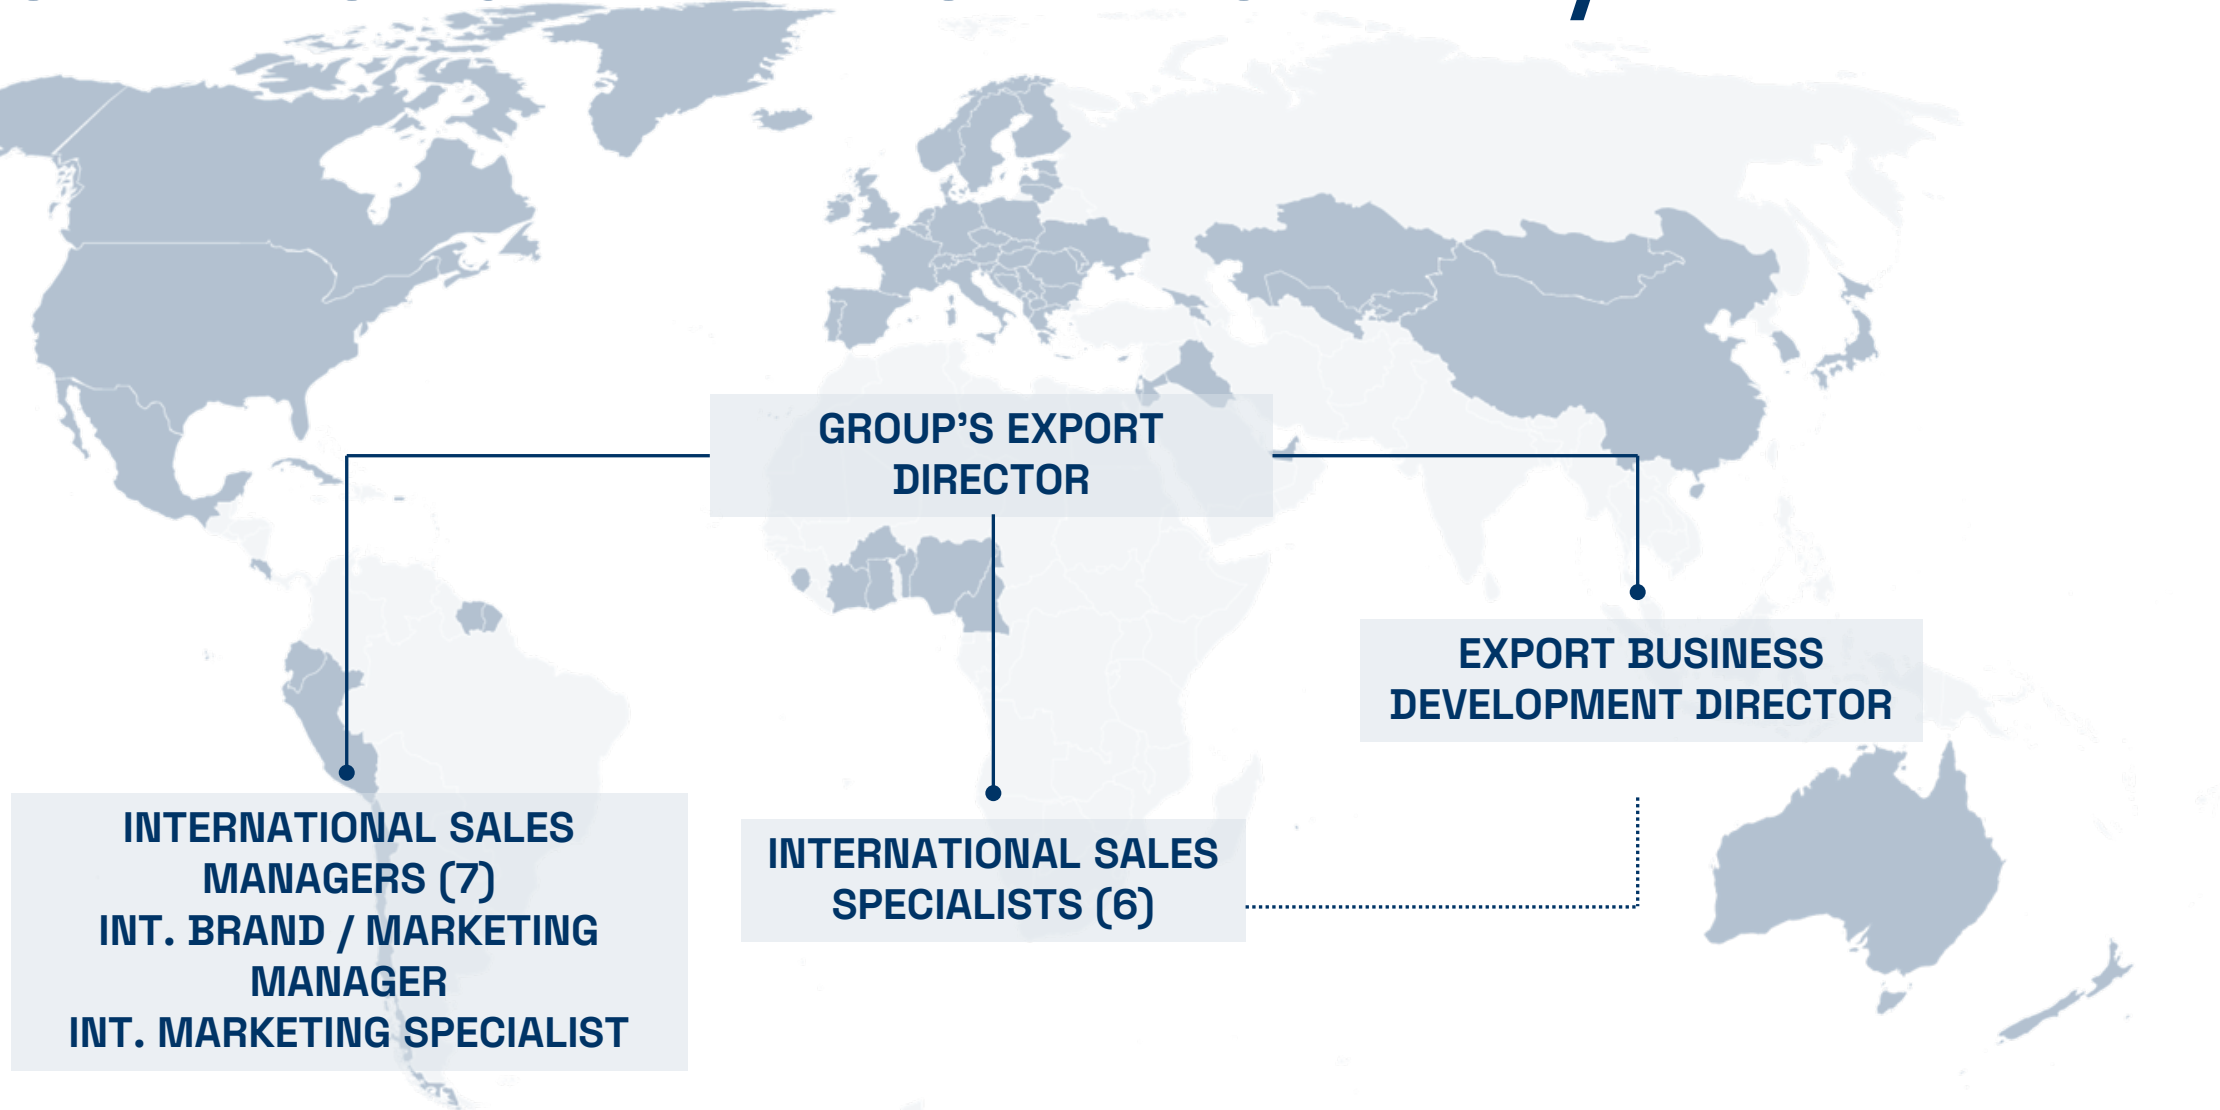 GROUP'S EXPORT
DIRECTOR
EXPORT BUSINESS
DEVELOPMENT DIRECTOR
INTERNATIONAL SALES
MANAGERS (7)
INT. BRAND / MARKETING
MANAGER
INT. MARKETING SPECIALIST
INTERNATIONAL SALES
SPECIALISTS (6)